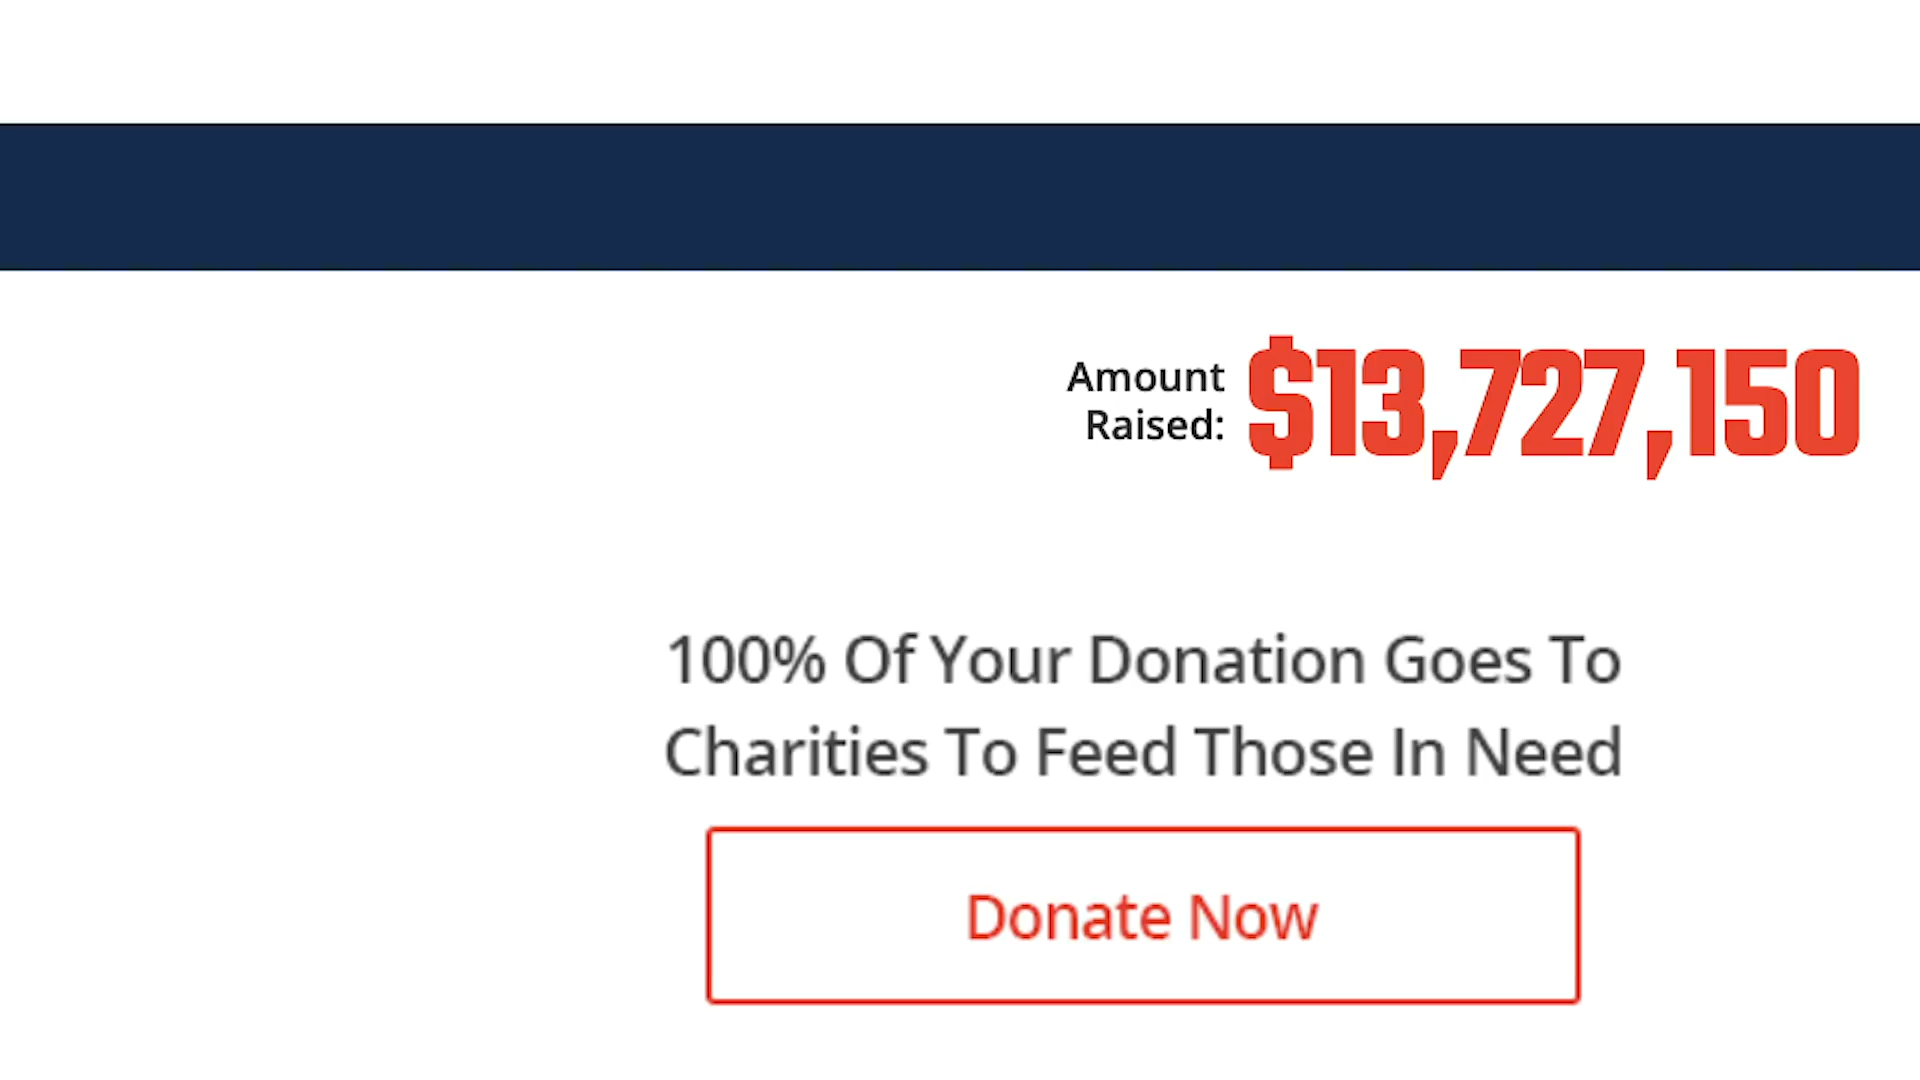 Amount
Raised:
$13,727,150
100% Of Your Donation Goes To
Charities To Feed Those In Need
Donate Now